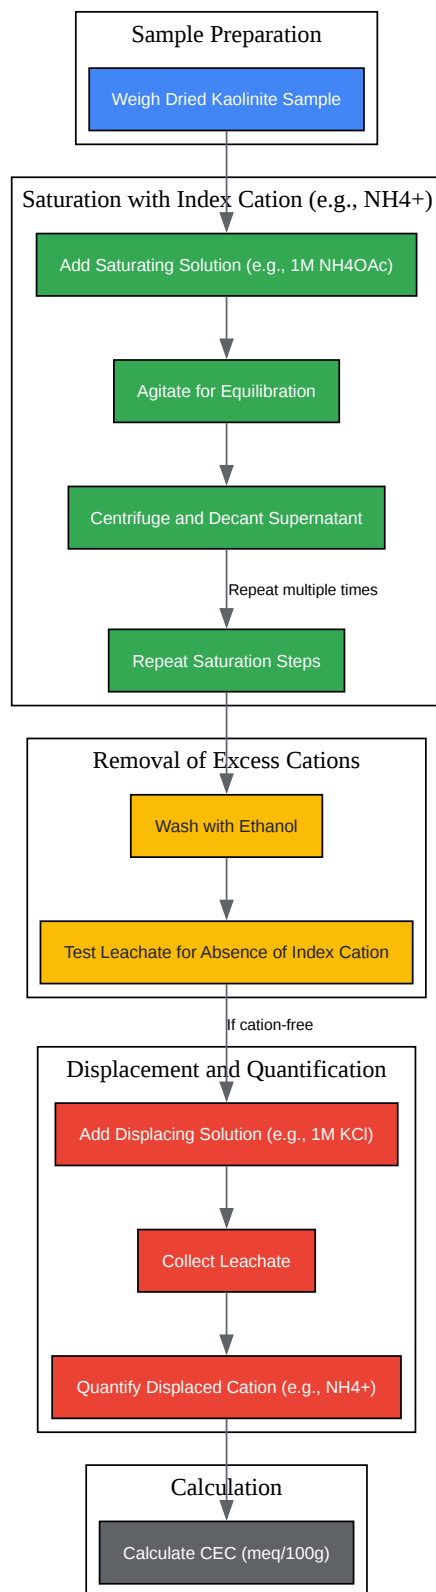 Sample Preparation
Weigh Dried Kaolinite Sample
Saturation with Index Cation (e.g., NH4+)
Add Saturating Solution (e.g., 1M NH4OAc)
Agitate for Equilibration
Centrifuge and Decant Supernatant
Repeat multiple times
Repeat Saturation Steps
Removal of Excess Cations
Wash with Ethanol
Test Leachate for Absence of Index Cation
If cation-free
Displacement and Quantification
Add Displacing Solution (e.g., 1M KCl)
Collect Leachate
Quantify Displaced Cation (e.g., NH4+)
Calculation
Calculate CEC (meq/100g)